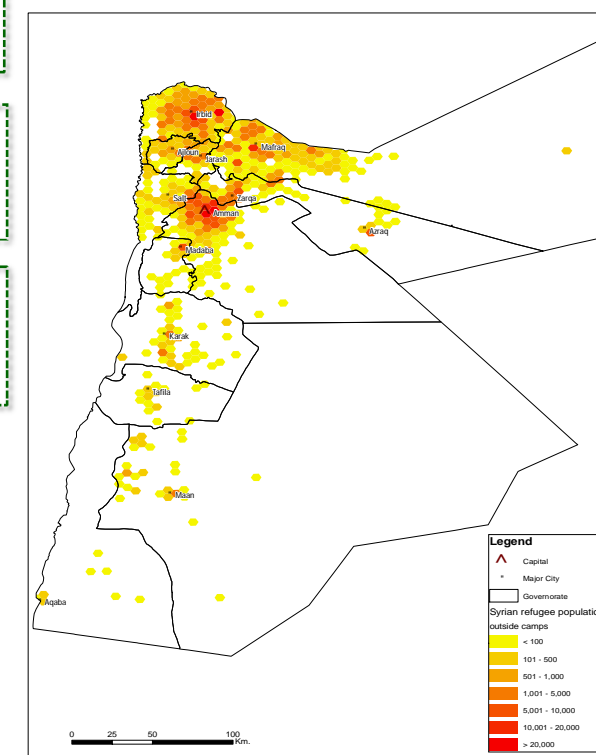 Irbid
Ajloun
Jarash
Mafraq
Salt
Zarqa
Amman
Azraq
Madaba
Karak
Tafila
Maan
Aqaba
Legend
Capital
Major City
Governorate
Syrian refugee populatio
outside camps
< 100
101 - 500
501 - 1,000
1,001 - 5,000
5,001 - 10,000
10,001 - 20,000
> 20,000
0 25 50 100
Km.